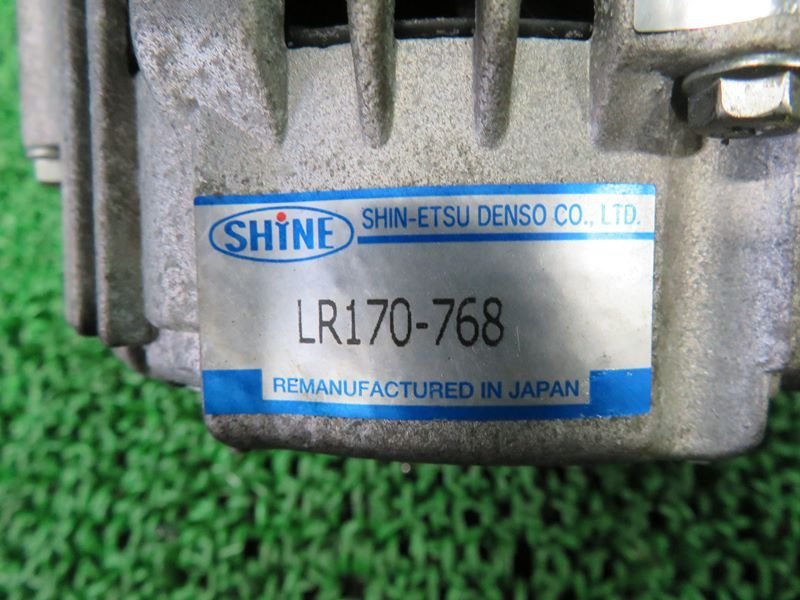 SHiNE
SHIN-ETSU DENSO CO., LTD.
LR170-768
REMANUFACTURED IN JAPAN